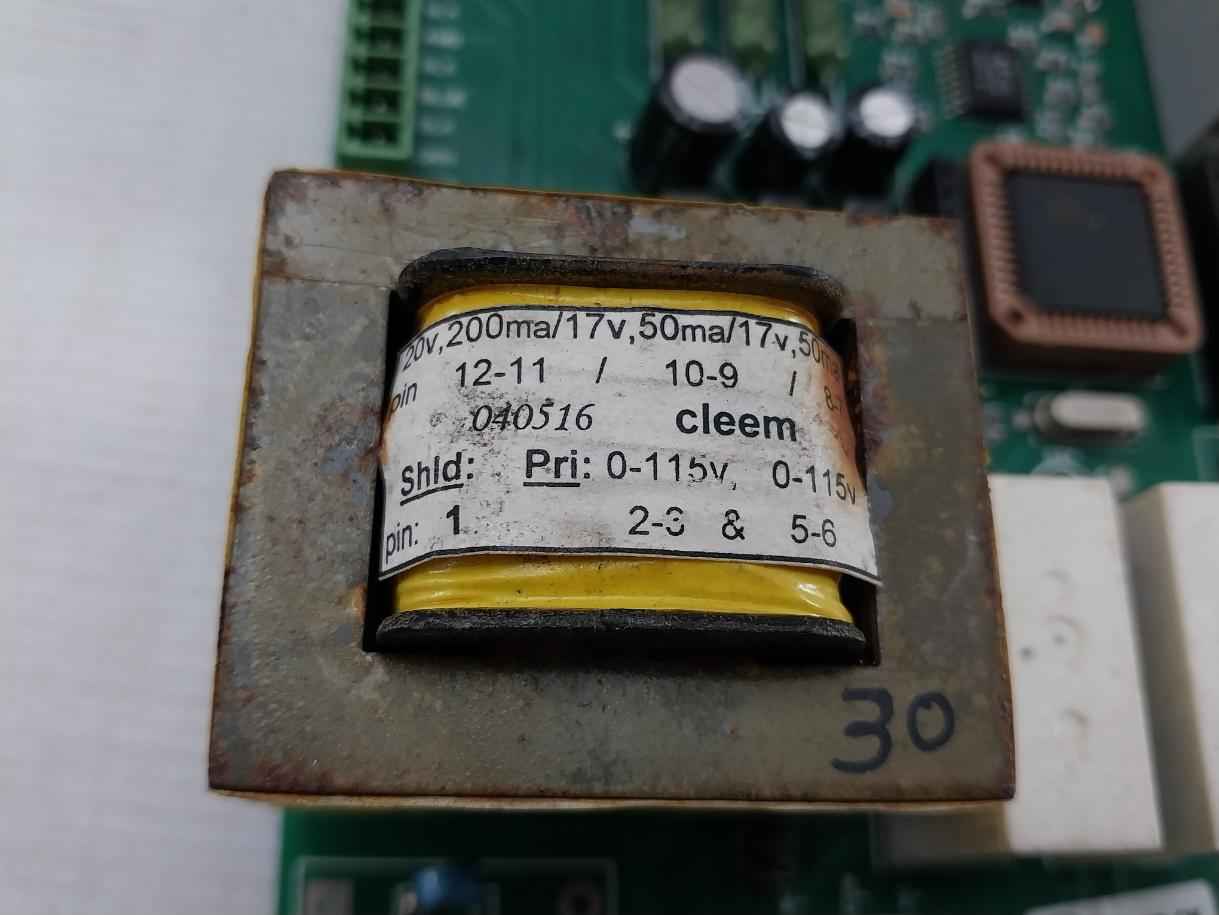 20v,200ma/17v,50ma/17v,50ma
pin 12-11 / 10-9 / 8-
040516 cleem
Shld: Pri: 0-115v, 0-115v
pin: 1 2-3 & 5-6
30